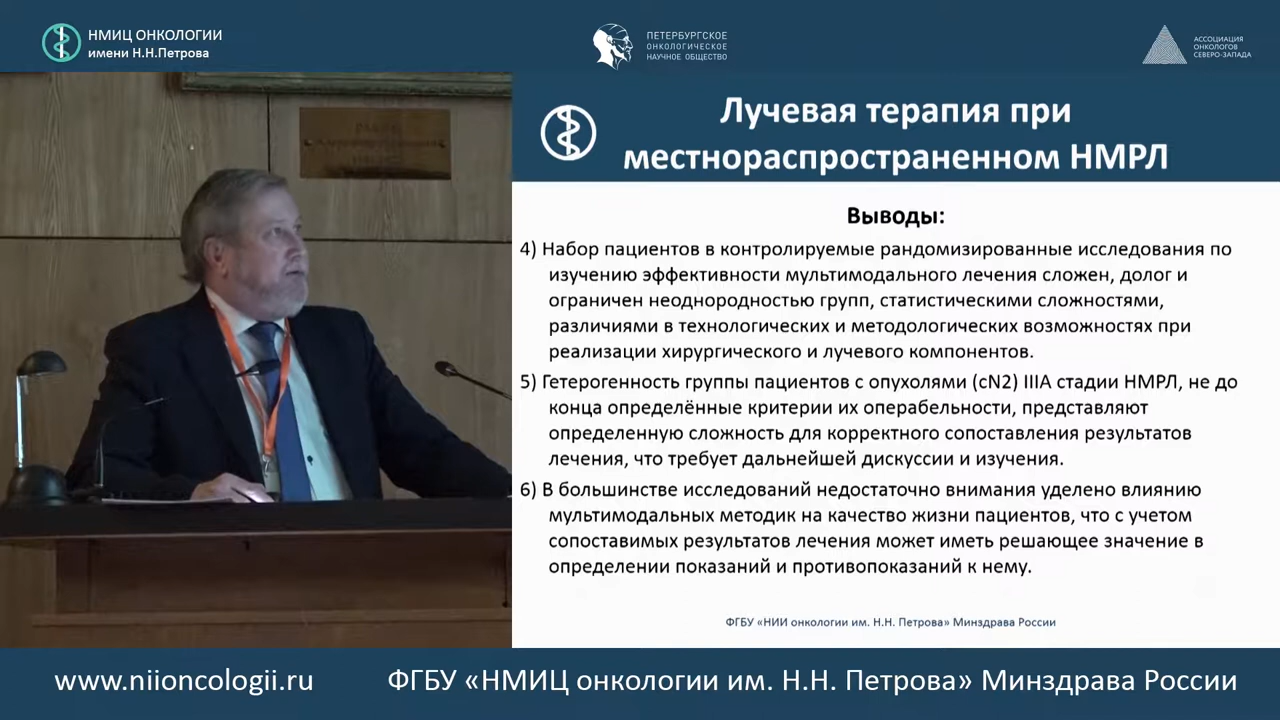 НМИЦ ОНКОЛОГИИ
имени Н.Н.Петрова
ПЕТЕРБУРГСКОЕ
ОНКОЛОГИЧЕСКОЕ
НАУЧНОЕ ОБЩЕСТВО
АССОЦИАЦИЯ
ОНКОЛОГОВ
СЕВЕРО-ЗАПАДА
Лучевая терапия при
местнораспространенном НМРЛ
Выводы:
4) Набор пациентов в контролируемые рандомизированные исследования по
изучению эффективности мультимодального лечения сложен, долог и
ограничен неоднородностью групп, статистическими сложностями,
различиями в технологических и методологических возможностях при
реализации хирургического и лучевого компонентов.
5) Гетерогенность группы пациентов с опухолями (cN2) IIIA стадии НМРЛ, не до
конца определённые критерии их операбельности, представляют
определенную сложность для корректного сопоставления результатов
лечения, что требует дальнейшей дискуссии и изучения.
6) В большинстве исследований недостаточно внимания уделено влиянию
мультимодальных методик на качество жизни пациентов, что с учетом
сопоставимых результатов лечения может иметь решающее значение в
определении показаний и противопоказаний к нему.
ФГБУ «НИИ онкологии им. Н.Н. Петрова» Минздрава России
www.niioncologii.ru
ФГБУ «НМИЦ онкологии им. Н.Н. Петрова» Минздрава России